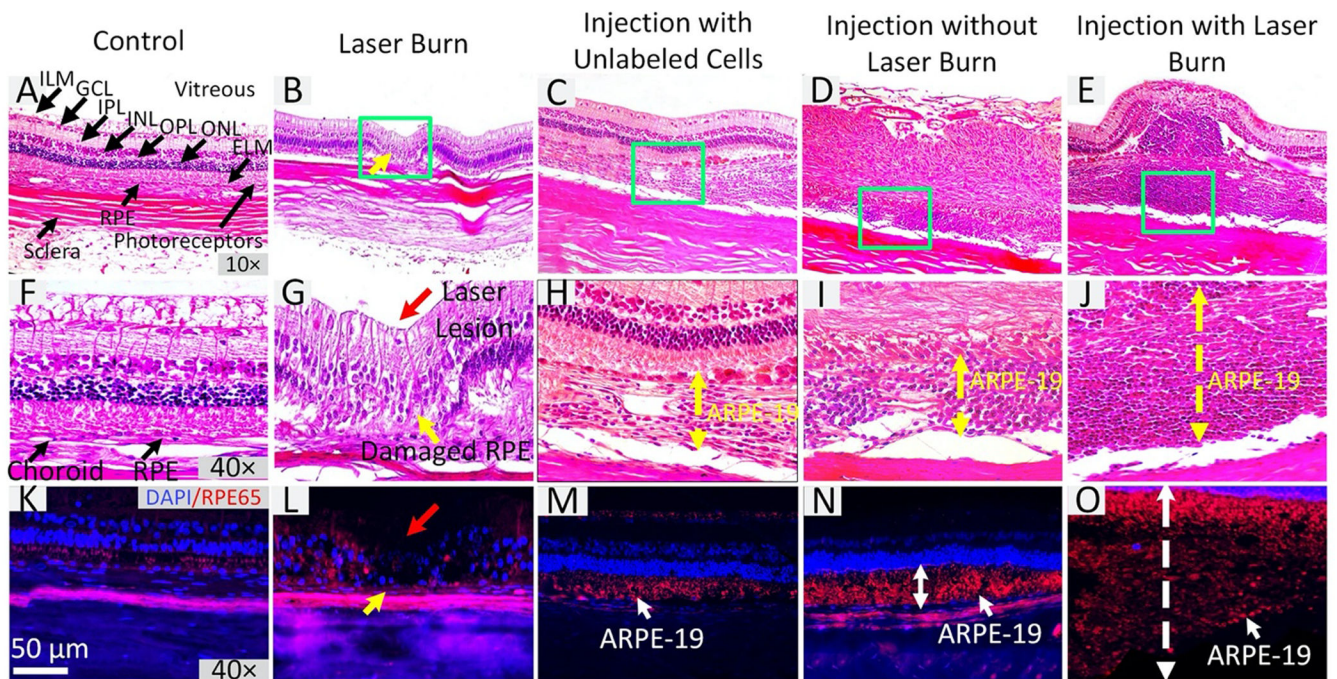 Control
Laser Burn
Injection with
Unlabeled Cells
Injection without
Laser Burn
Injection with Laser
Burn
A
ILM
GCL
IPL
INL
OPL
ONL
ELM
Vitreous
RPE
Sclera
Photoreceptors
10×
B
C
D
E
F
Choroid
RPE
40×
G
Laser
Lesion
Damaged RPE
H
ARPE-19
I
ARPE-19
J
ARPE-19
K
DAPI/RPE65
50 µm
40×
L
M
ARPE-19
N
ARPE-19
O
ARPE-19